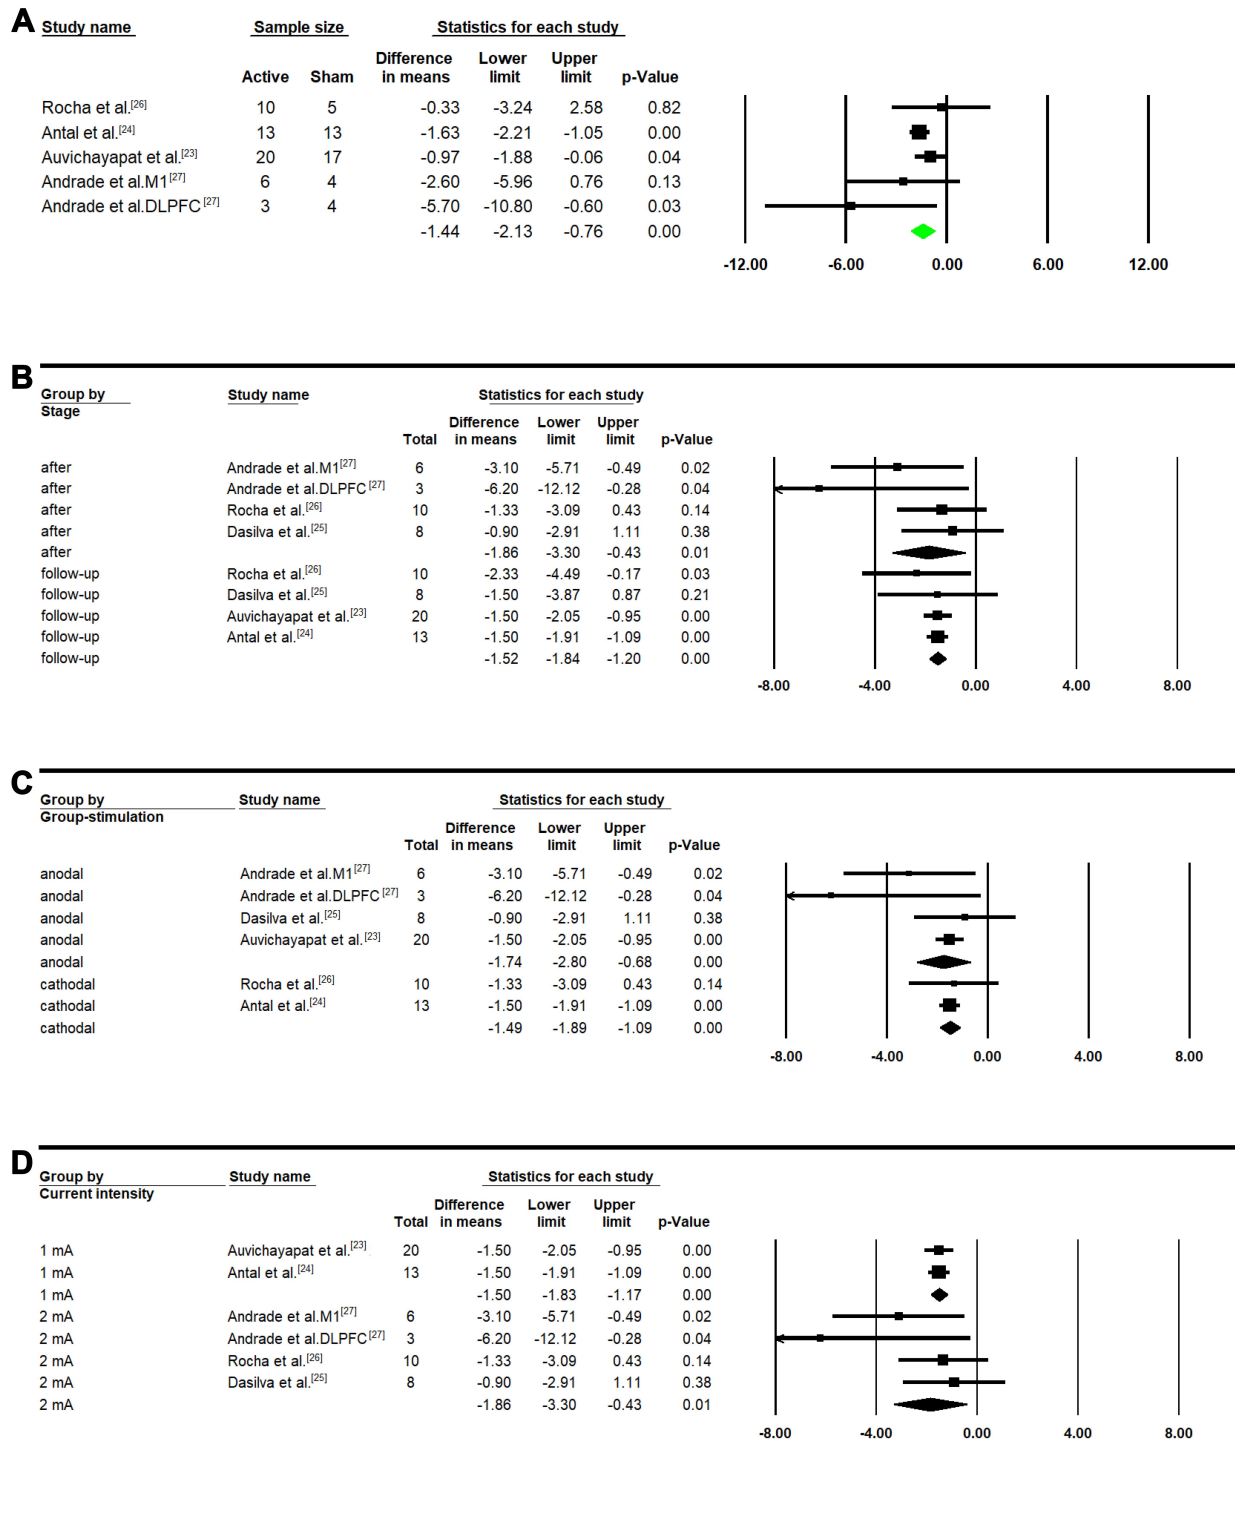 A Study name Sample size Statistics for each study
Difference Lower Upper
Active Sham in means limit limit p-Value
Rocha et al.[26] 10 5 -0.33 -3.24 2.58 0.82
Antal et al.[24] 13 13 -1.63 -2.21 -1.05 0.00
Auvichayapat et al.[23] 20 17 -0.97 -1.88 -0.06 0.04
Andrade et al.M1[27] 6 4 -2.60 -5.96 0.76 0.13
Andrade et al.DLPFC[27] 3 4 -5.70 -10.80 -0.60 0.03
-1.44 -2.13 -0.76 0.00
-12.00 -6.00 0.00 6.00 12.00
B Group by Study name Statistics for each study
Stage
Difference Lower Upper
Total in means limit limit p-Value
after Andrade et al.M1[27] 6 -3.10 -5.71 -0.49 0.02
after Andrade et al.DLPFC[27] 3 -6.20 -12.12 -0.28 0.04
after Rocha et al.[26] 10 -1.33 -3.09 0.43 0.14
after Dasilva et al.[25] 8 -0.90 -2.91 1.11 0.38
after -1.86 -3.30 -0.43 0.01
follow-up Rocha et al.[26] 10 -2.33 -4.49 -0.17 0.03
follow-up Dasilva et al.[25] 8 -1.50 -3.87 0.87 0.21
follow-up Auvichayapat et al.[23] 20 -1.50 -2.05 -0.95 0.00
follow-up Antal et al.[24] 13 -1.50 -1.91 -1.09 0.00
follow-up -1.52 -1.84 -1.20 0.00
-8.00 -4.00 0.00 4.00 8.00
C Group by Study name Statistics for each study
Group-stimulation
Difference Lower Upper
Total in means limit limit p-Value
anodal Andrade et al.M1[27] 6 -3.10 -5.71 -0.49 0.02
anodal Andrade et al.DLPFC[27] 3 -6.20 -12.12 -0.28 0.04
anodal Dasilva et al.[25] 8 -0.90 -2.91 1.11 0.38
anodal Auvichayapat et al.[23] 20 -1.50 -2.05 -0.95 0.00
anodal -1.74 -2.80 -0.68 0.00
cathodal Rocha et al.[26] 10 -1.33 -3.09 0.43 0.14
cathodal Antal et al.[24] 13 -1.50 -1.91 -1.09 0.00
cathodal -1.49 -1.89 -1.09 0.00
-8.00 -4.00 0.00 4.00 8.00
D Group by Study name Statistics for each study
Current intensity
Difference Lower Upper
Total in means limit limit p-Value
1 mA Auvichayapat et al.[23] 20 -1.50 -2.05 -0.95 0.00
1 mA Antal et al.[24] 13 -1.50 -1.91 -1.09 0.00
1 mA -1.50 -1.83 -1.17 0.00
2 mA Andrade et al.M1[27] 6 -3.10 -5.71 -0.49 0.02
2 mA Andrade et al.DLPFC[27] 3 -6.20 -12.12 -0.28 0.04
2 mA Rocha et al.[26] 10 -1.33 -3.09 0.43 0.14
2 mA Dasilva et al.[25] 8 -0.90 -2.91 1.11 0.38
2 mA -1.86 -3.30 -0.43 0.01
-8.00 -4.00 0.00 4.00 8.00